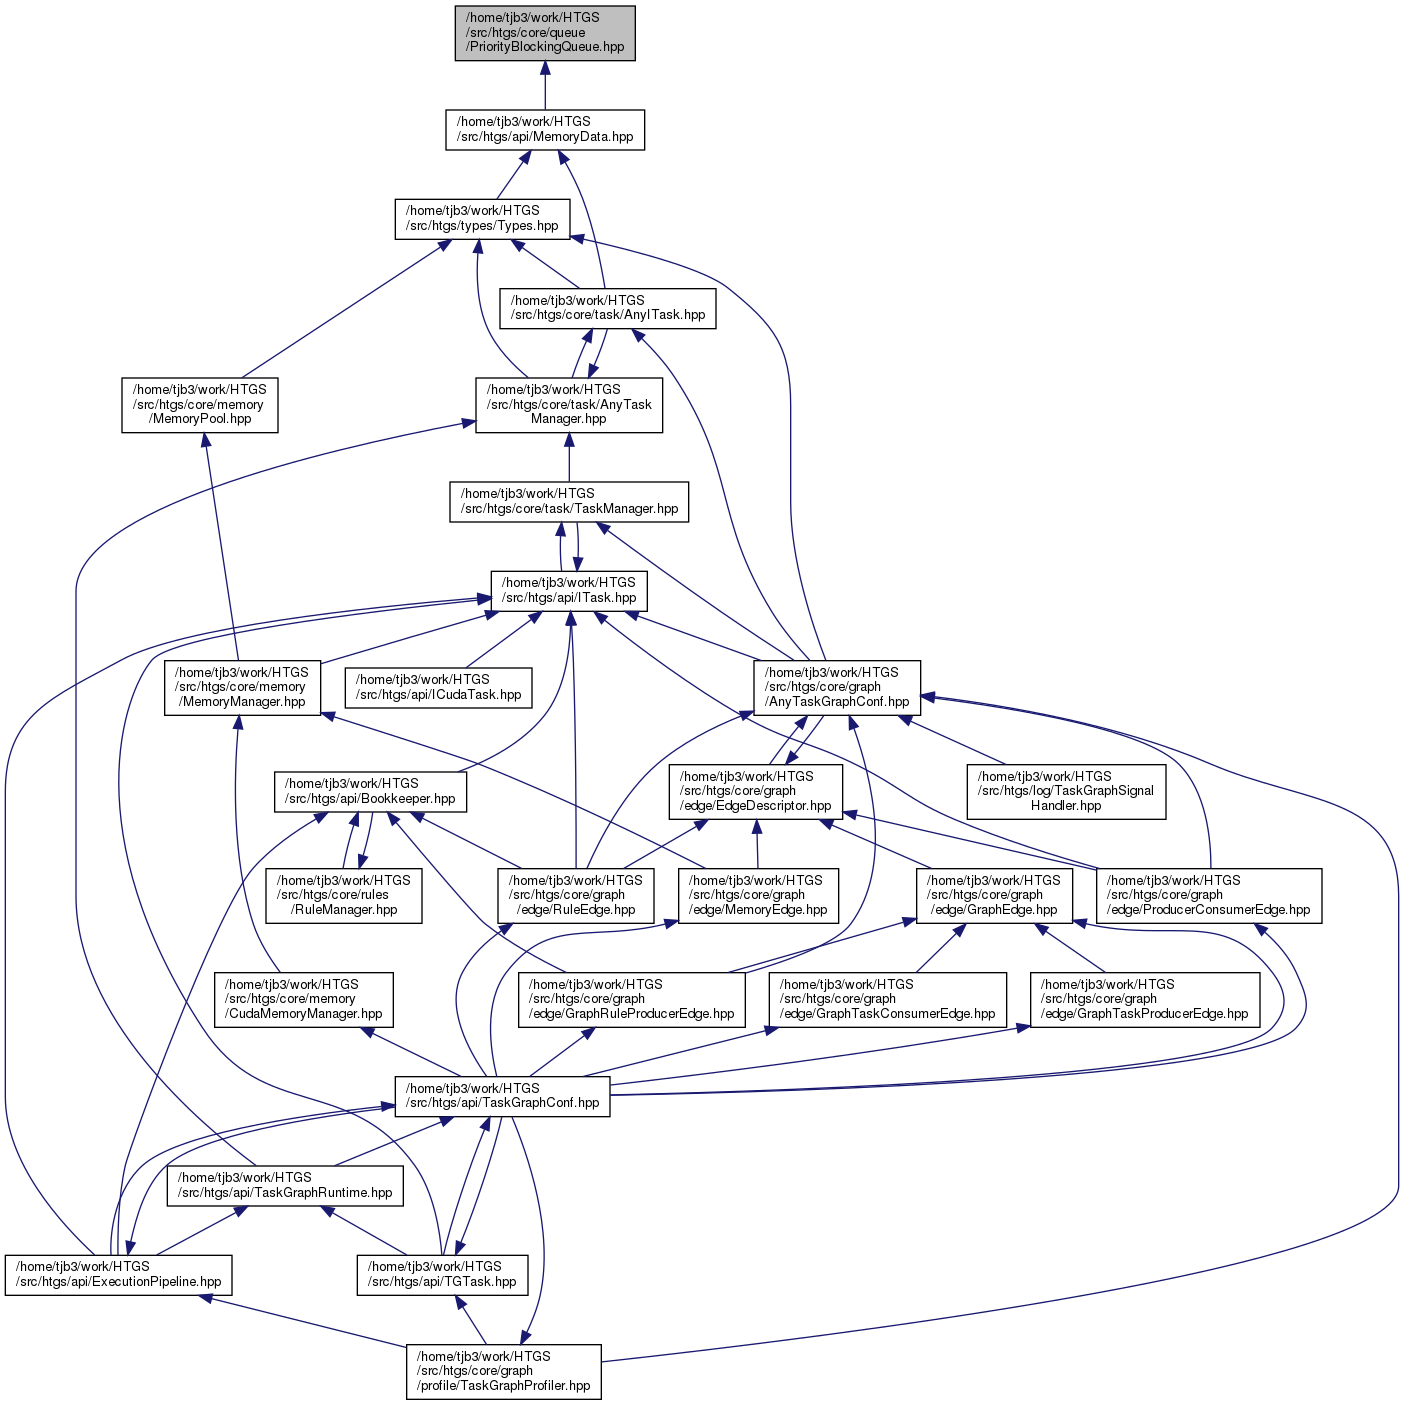 /home/tjb3/work/HTGS
/src/htgs/core/queue
/PriorityBlockingQueue.hpp
/home/tjb3/work/HTGS
/src/htgs/api/MemoryData.hpp
/home/tjb3/work/HTGS
/src/htgs/types/Types.hpp
/home/tjb3/work/HTGS
/src/htgs/core/task/AnyITask.hpp
/home/tjb3/work/HTGS
/src/htgs/core/memory
/MemoryPool.hpp
/home/tjb3/work/HTGS
/src/htgs/core/task/AnyTask
Manager.hpp
/home/tjb3/work/HTGS
/src/htgs/core/task/TaskManager.hpp
/home/tjb3/work/HTGS
/src/htgs/api/ITask.hpp
/home/tjb3/work/HTGS
/src/htgs/core/memory
/MemoryManager.hpp
/home/tjb3/work/HTGS
/src/htgs/api/ICudaTask.hpp
/home/tjb3/work/HTGS
/src/htgs/core/graph
/AnyTaskGraphConf.hpp
/home/tjb3/work/HTGS
/src/htgs/api/Bookkeeper.hpp
/home/tjb3/work/HTGS
/src/htgs/core/graph
/edge/EdgeDescriptor.hpp
/home/tjb3/work/HTGS
/src/htgs/log/TaskGraphSignal
Handler.hpp
/home/tjb3/work/HTGS
/src/htgs/core/rules
/RuleManager.hpp
/home/tjb3/work/HTGS
/src/htgs/core/graph
/edge/RuleEdge.hpp
/home/tjb3/work/HTGS
/src/htgs/core/graph
/edge/MemoryEdge.hpp
/home/tjb3/work/HTGS
/src/htgs/core/graph
/edge/GraphEdge.hpp
/home/tjb3/work/HTGS
/src/htgs/core/graph
/edge/ProducerConsumerEdge.hpp
/home/tjb3/work/HTGS
/src/htgs/core/memory
/CudaMemoryManager.hpp
/home/tjb3/work/HTGS
/src/htgs/core/graph
/edge/GraphRuleProducerEdge.hpp
/home/tjb3/work/HTGS
/src/htgs/core/graph
/edge/GraphTaskConsumerEdge.hpp
/home/tjb3/work/HTGS
/src/htgs/core/graph
/edge/GraphTaskProducerEdge.hpp
/home/tjb3/work/HTGS
/src/htgs/api/TaskGraphConf.hpp
/home/tjb3/work/HTGS
/src/htgs/api/TaskGraphRuntime.hpp
/home/tjb3/work/HTGS
/src/htgs/api/ExecutionPipeline.hpp
/home/tjb3/work/HTGS
/src/htgs/api/TGTask.hpp
/home/tjb3/work/HTGS
/src/htgs/core/graph
/profile/TaskGraphProfiler.hpp